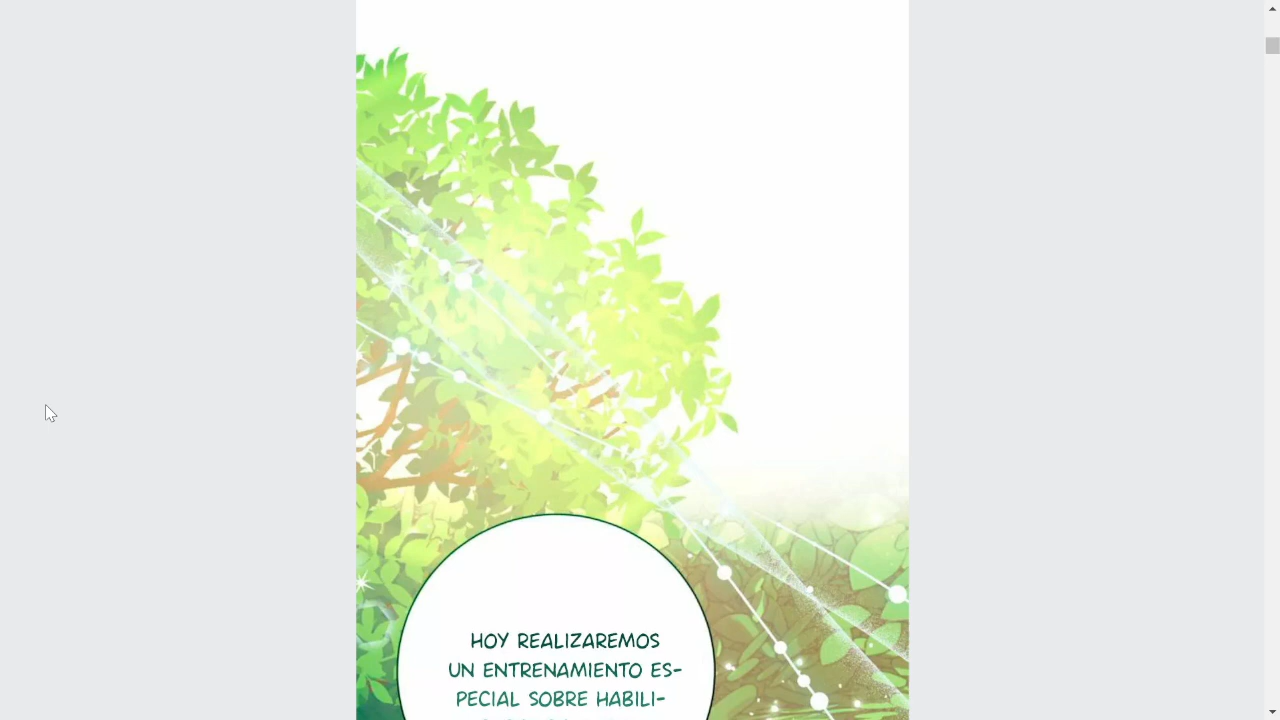 HOY REALIZAREMOS
UN ENTRENAMIENTO ES-
PECIAL SOBRE HABILI-